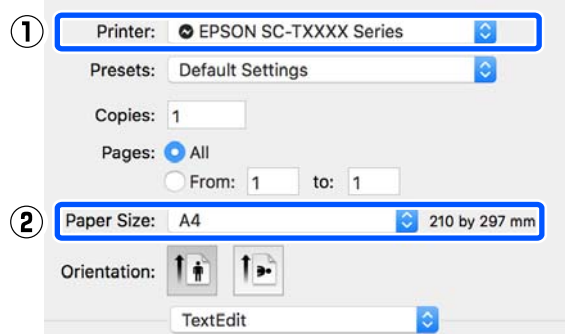 ① Printer: EPSON SC-TXXXX Series
Presets: Default Settings
Copies: 1
Pages: All
From: 1 to: 1
② Paper Size: A4 210 by 297 mm
Orientation:
TextEdit